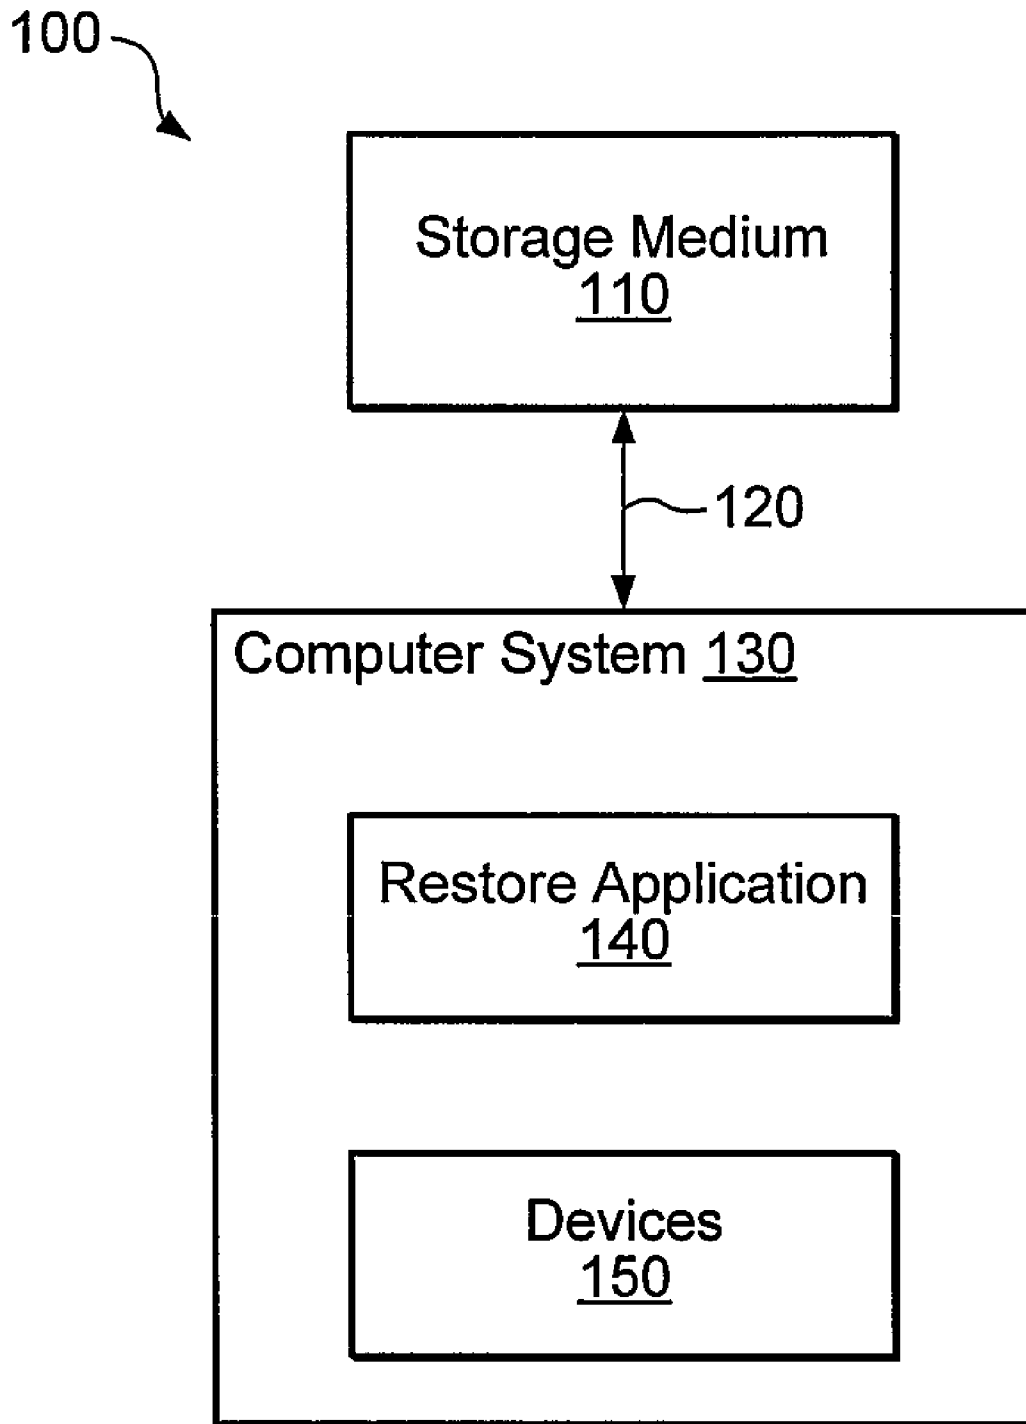 100
Storage Medium
110
120
Computer System 130
Restore Application
140
Devices
150